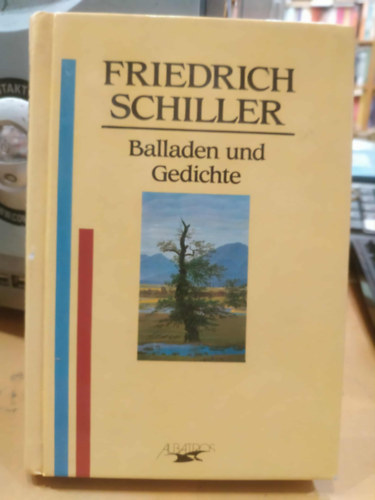 FRIEDRICH
SCHILLER
Balladen und
Gedichte
ALBATROS